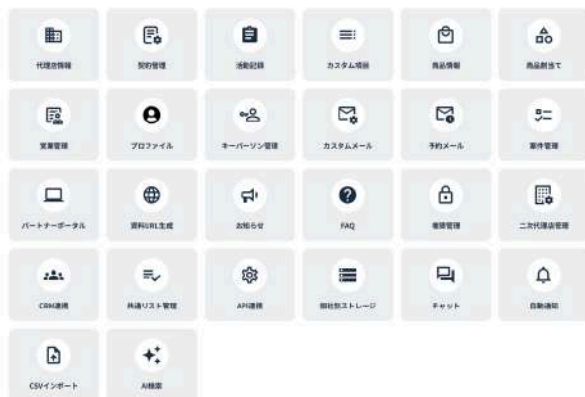 代理店情報
契約管理
活動記録
カスタム項目
商品情報
商品割当て
営業管理
プロファイル
キーパーソン管理
カスタムメール
予約メール
案件管理
パートナーポータル
資料URL生成
お知らせ
FAQ
権限管理
二次代理店管理
CRM連携
共通リスト管理
API連携
個社別ストレージ
チャット
自動通知
CSVインポート
AI検索